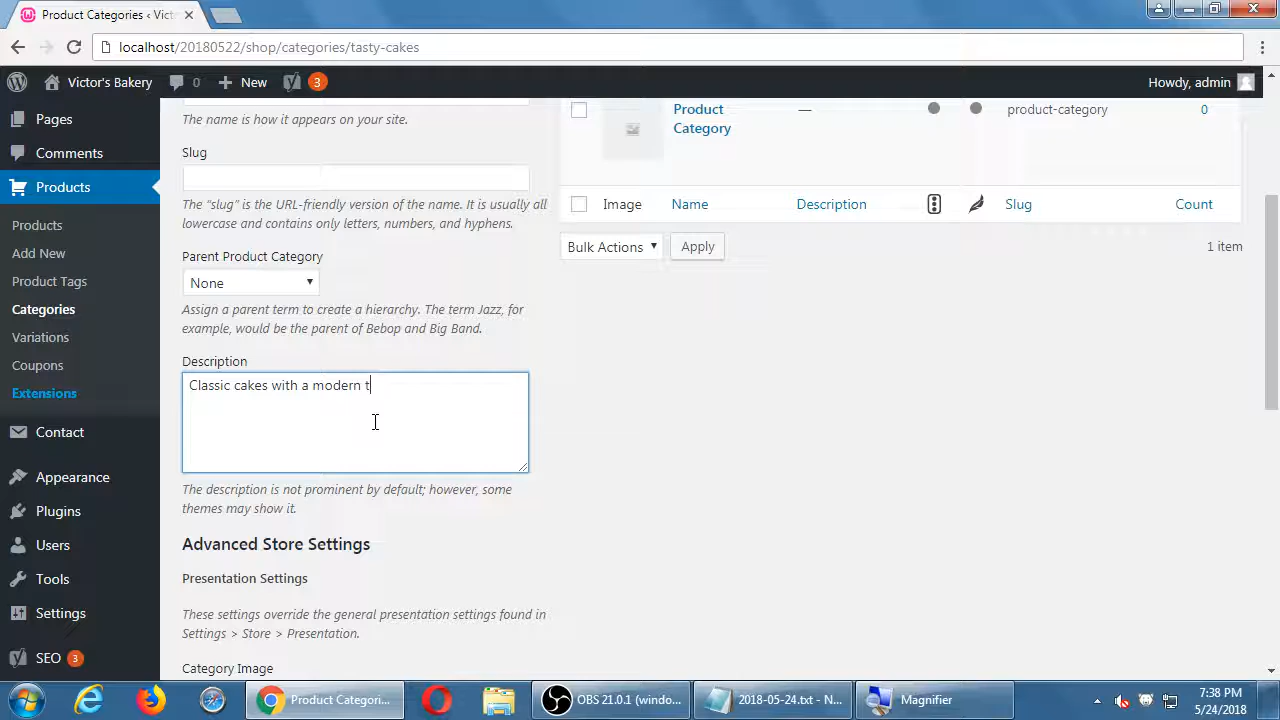 Product Categories ‹ Vict
localhost/20180522/shop/categories/tasty-cakes
Victor's Bakery 0 New 3 Howdy, admin
Pages
Comments
Products
Products
Add New
Product Tags
Categories
Variations
Coupons
Extensions
Contact
Appearance
Plugins
Users
Tools
Settings
SEO 3
The name is how it appears on your site.
Slug
The “slug” is the URL-friendly version of the name. It is usually all
lowercase and contains only letters, numbers, and hyphens.
Parent Product Category
None
Assign a parent term to create a hierarchy. The term Jazz, for
example, would be the parent of Bebop and Big Band.
Description
Classic cakes with a modern t
The description is not prominent by default; however, some
themes may show it.
Advanced Store Settings
Presentation Settings
These settings override the general presentation settings found in
Settings > Store > Presentation.
Category Image
Product
Category
— product-category 0
Image Name Description Slug Count
Bulk Actions Apply 1 item
Product Categori... OBS 21.0.1 (windo... 2018-05-24.txt - N... Magnifier
7:38 PM
5/24/2018